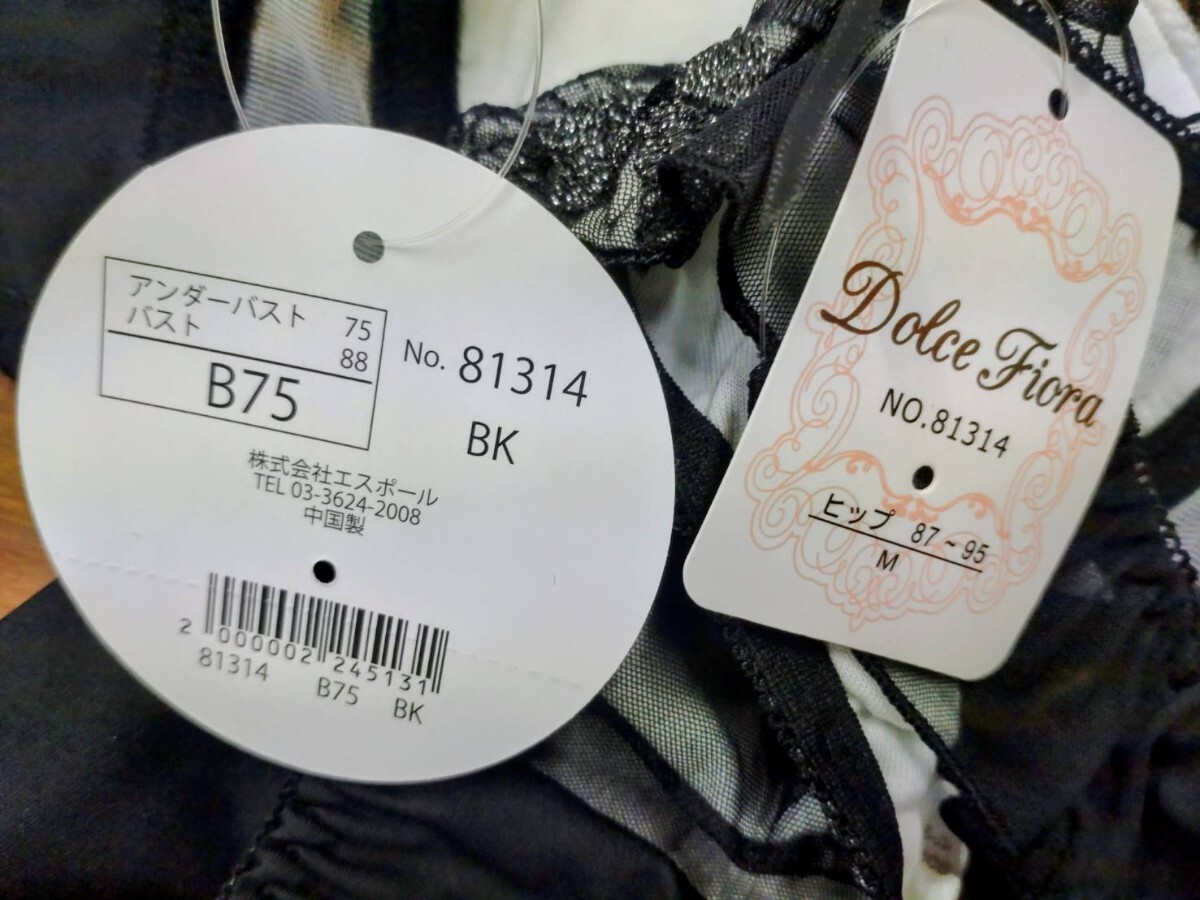 アンダーバスト 75
バスト 88
B75
No. 81314
BK
株式会社エスポール
TEL 03-3624-2008
中国製
2 000002 245131
81314 B75 BK
Dolce Fiora
NO.81314
ヒップ 87~95
M